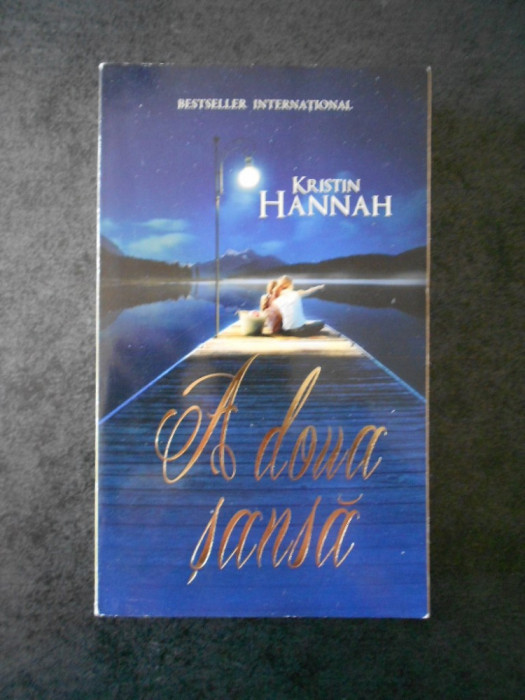 BESTSELLER INTERNAȚIONAL
KRISTIN
HANNAH
A doua
șansă